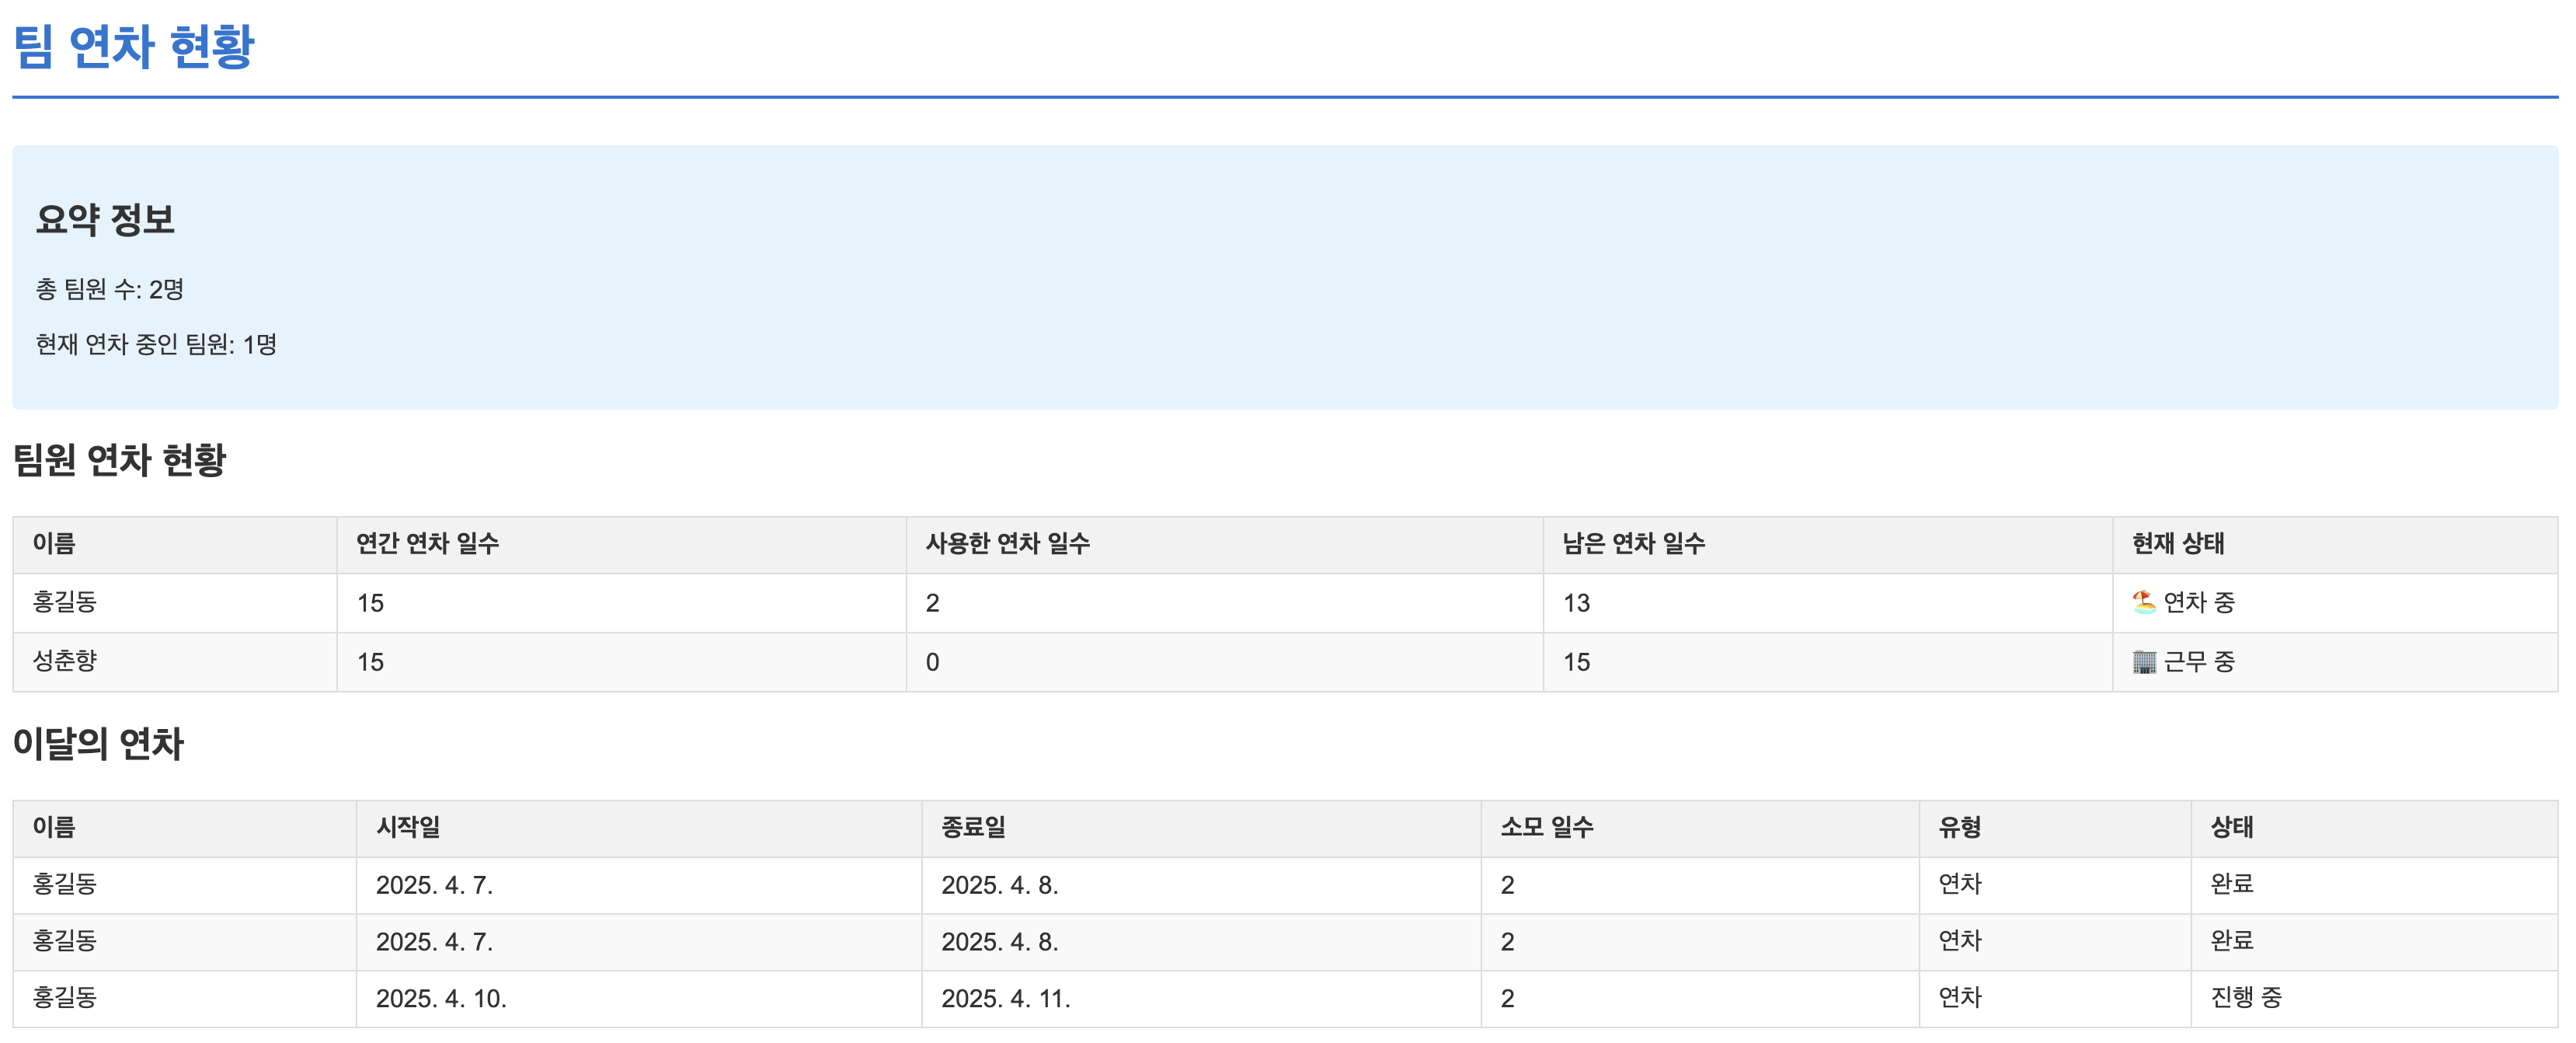 팀 연차 현황
요약 정보
총 팀원 수: 2명
현재 연차 중인 팀원: 1명
팀원 연차 현황
이름 연간 연차 일수 사용한 연차 일수 남은 연차 일수 현재 상태
홍길동 15 2 13 🏖️ 연차 중
성춘향 15 0 15 🏢 근무 중
이달의 연차
이름 시작일 종료일 소모 일수 유형 상태
홍길동 2025. 4. 7. 2025. 4. 8. 2 연차 완료
홍길동 2025. 4. 7. 2025. 4. 8. 2 연차 완료
홍길동 2025. 4. 10. 2025. 4. 11. 2 연차 진행 중